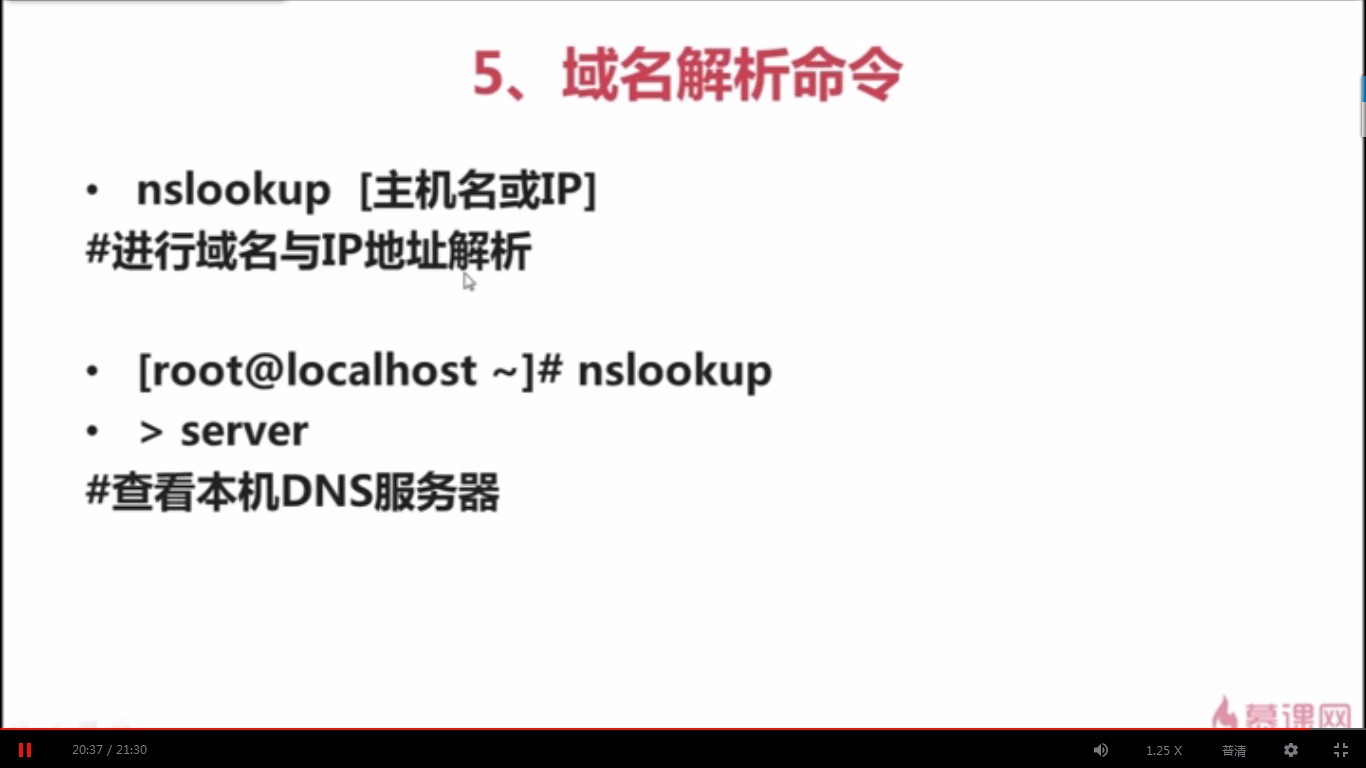 5、域名解析命令
• nslookup [主机名或IP]
#进行域名与IP地址解析
• [root@localhost ~]# nslookup
• > server
#查看本机DNS服务器
慕课网
20:37 / 21:30
1.25 X
普清